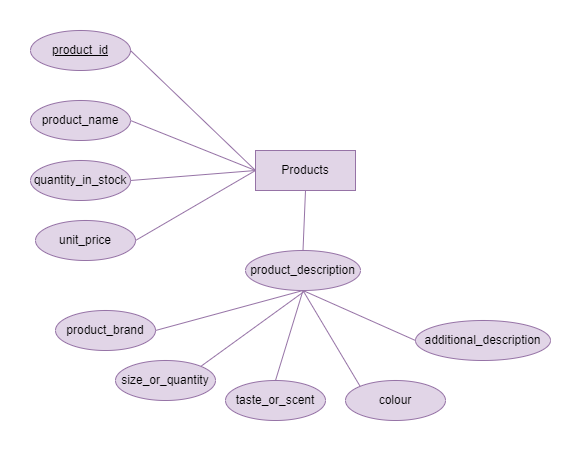 product_id
product_name
quantity_in_stock
unit_price
Products
product_description
product_brand
size_or_quantity
taste_or_scent
colour
additional_description